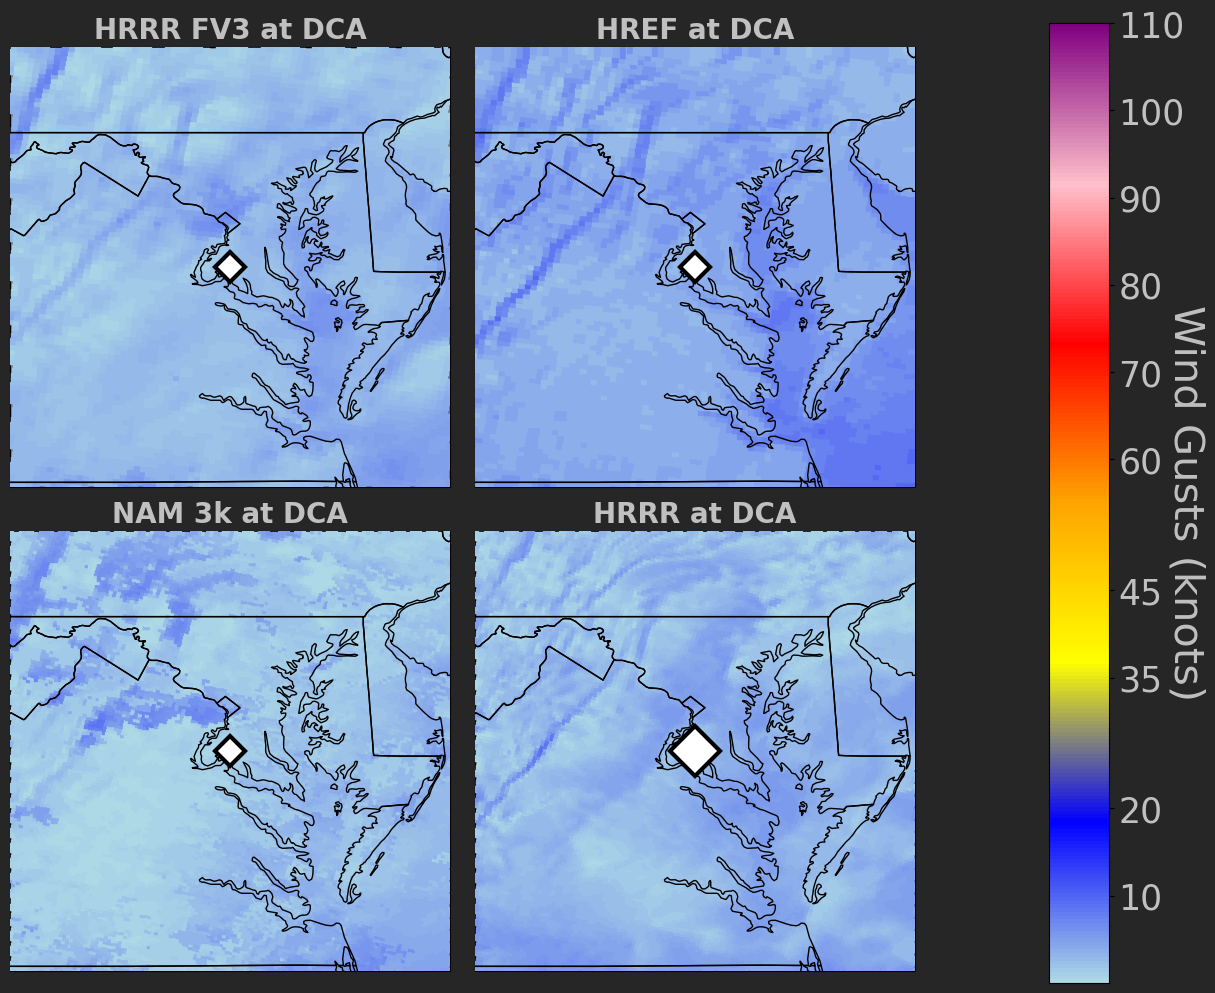 HRRR FV3 at DCA
HREF at DCA
NAM 3k at DCA
HRRR at DCA
110
100
90
80
70
60
45
35
20
10
Wind Gusts (knots)